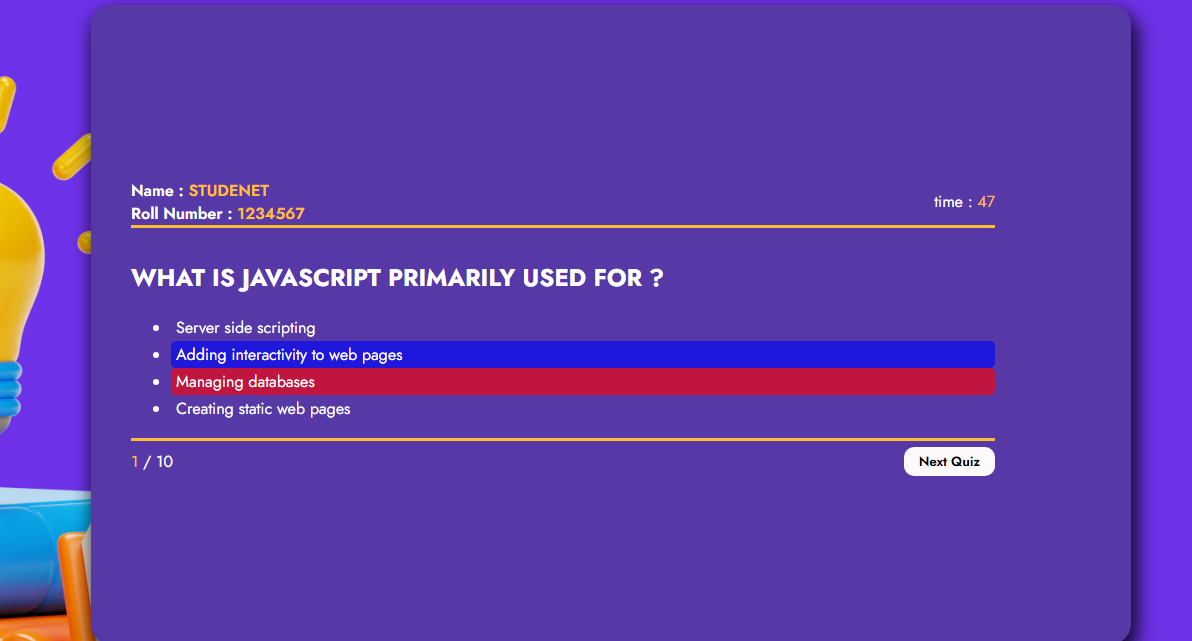 Name : STUDENET
Roll Number : 1234567
time : 47
WHAT IS JAVASCRIPT PRIMARILY USED FOR ?
Server side scripting
Adding interactivity to web pages
Managing databases
Creating static web pages
1 / 10
Next Quiz